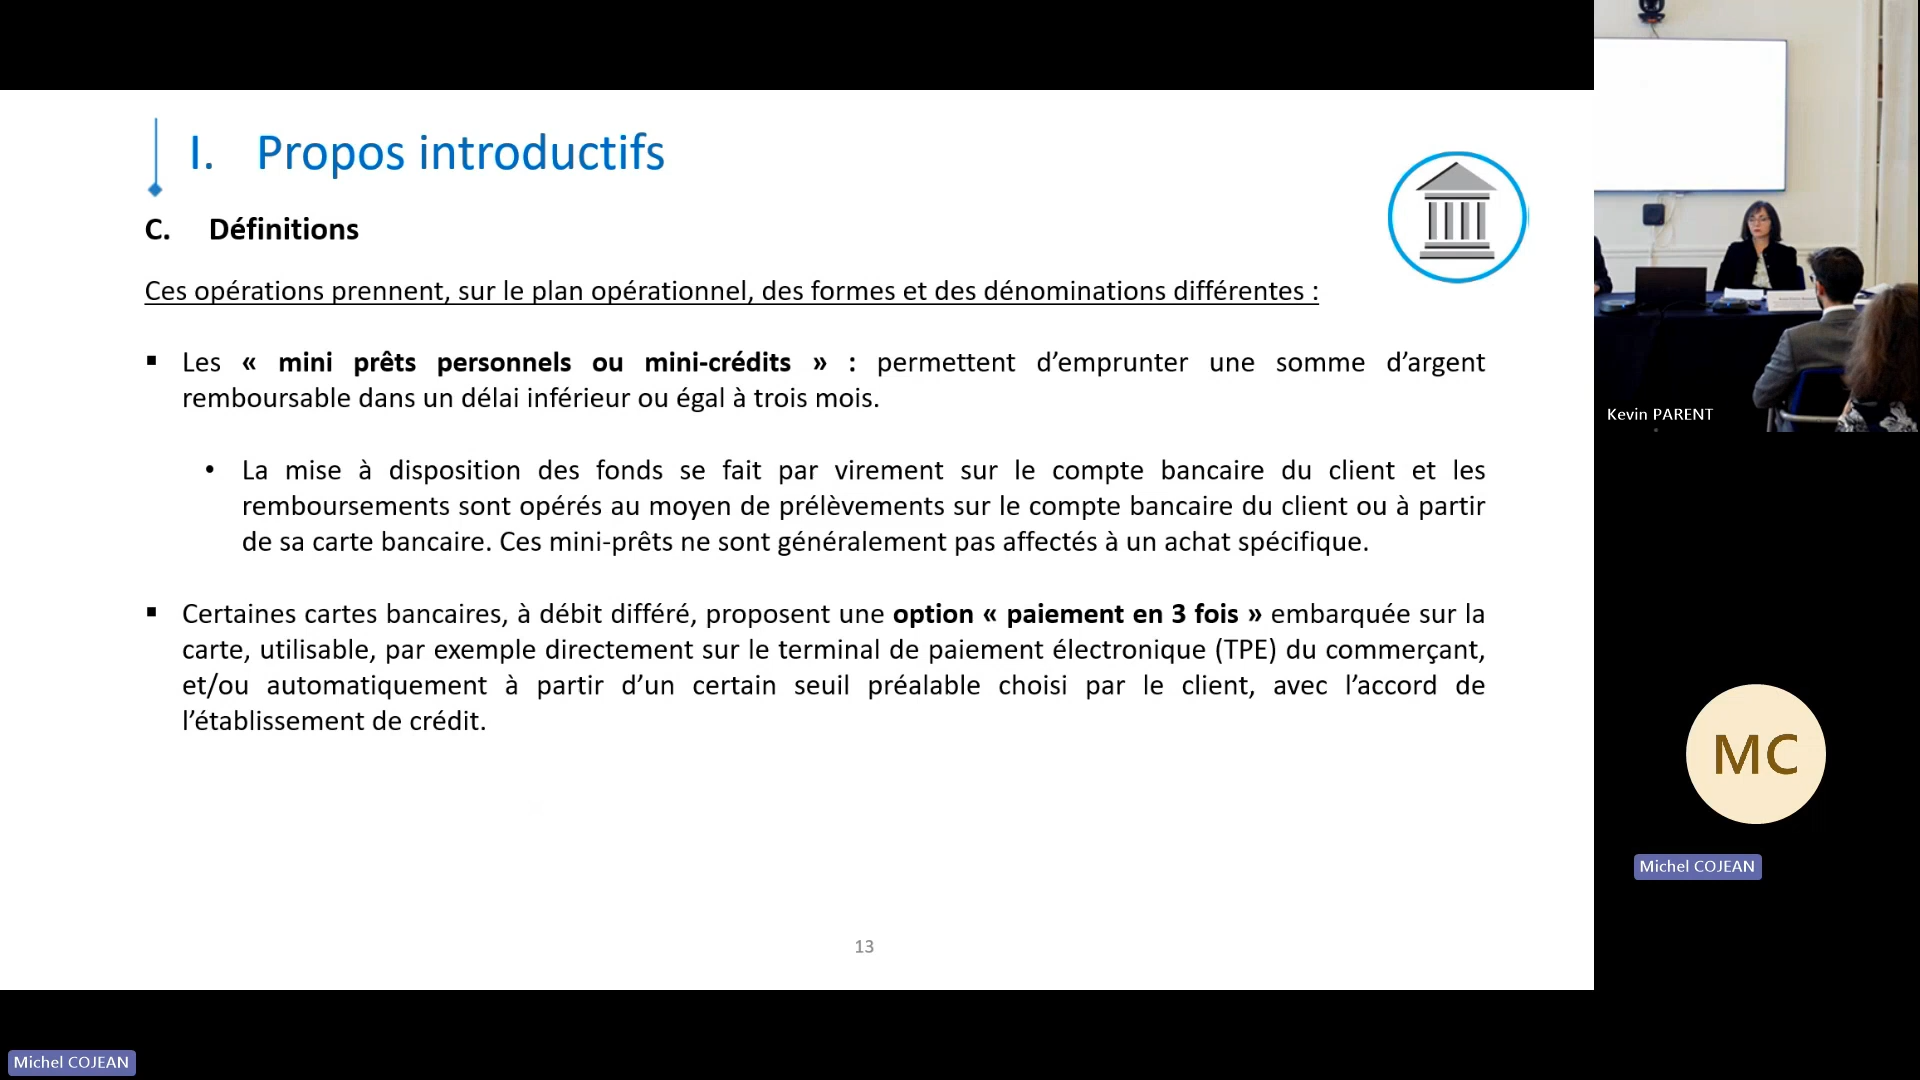 I. Propos introductifs
C. Définitions
Ces opérations prennent, sur le plan opérationnel, des formes et des dénominations différentes :
▪ Les « mini prêts personnels ou mini-crédits » : permettent d’emprunter une somme d’argent
remboursable dans un délai inférieur ou égal à trois mois.
• La mise à disposition des fonds se fait par virement sur le compte bancaire du client et les
remboursements sont opérés au moyen de prélèvements sur le compte bancaire du client ou à partir
de sa carte bancaire. Ces mini-prêts ne sont généralement pas affectés à un achat spécifique.
▪ Certaines cartes bancaires, à débit différé, proposent une option « paiement en 3 fois » embarquée sur la
carte, utilisable, par exemple directement sur le terminal de paiement électronique (TPE) du commerçant,
et/ou automatiquement à partir d’un certain seuil préalable choisi par le client, avec l’accord de
l’établissement de crédit.
13
Kevin PARENT
MC
Michel COJEAN
Michel COJEAN